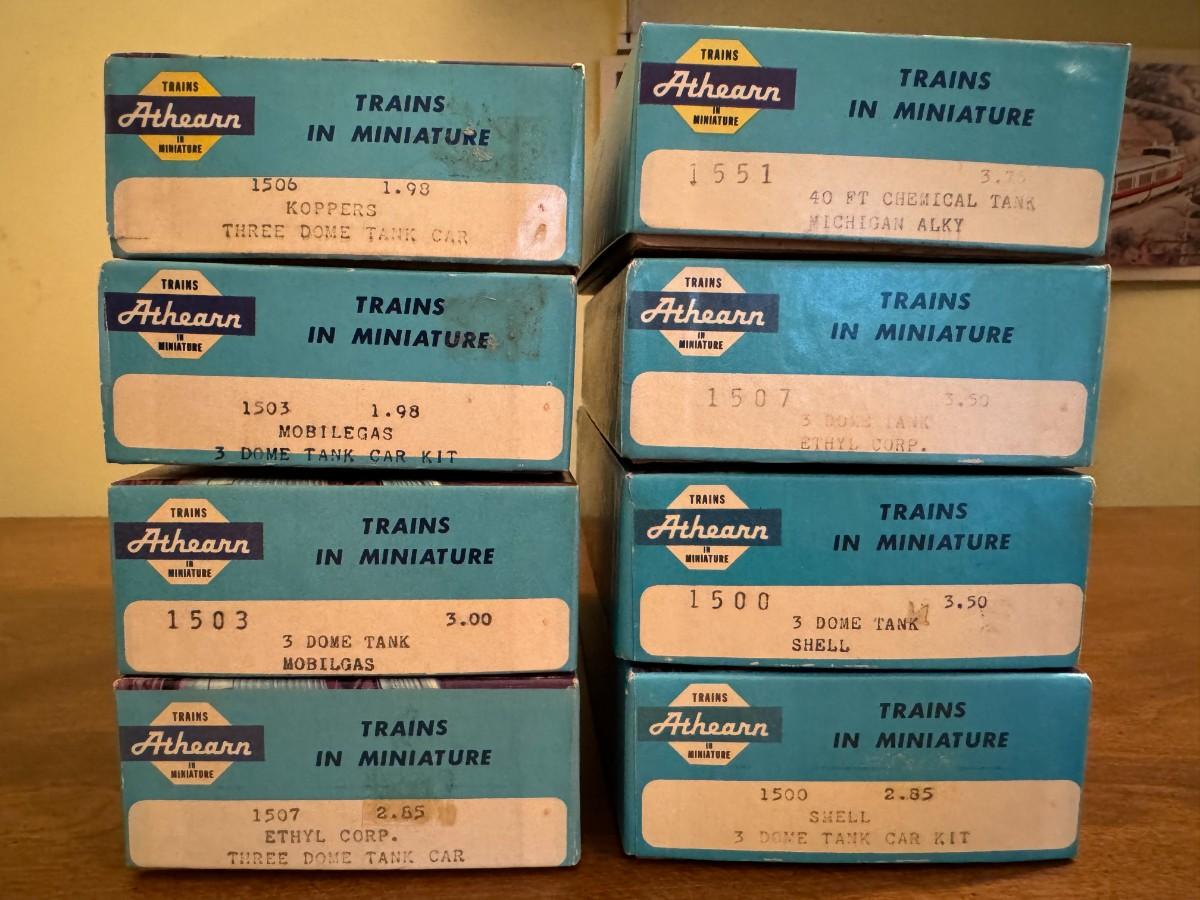 TRAINS
Athearn
IN
MINIATURE
TRAINS
IN MINIATURE
1506 1.98
KOPPERS
THREE DOME TANK CAR
TRAINS
Athearn
IN
MINIATURE
TRAINS
IN MINIATURE
1503 1.98
MOBILEGAS
3 DOME TANK CAR KIT
TRAINS
Athearn
IN
MINIATURE
TRAINS
IN MINIATURE
1503 3.00
3 DOME TANK
MOBILGAS
TRAINS
Athearn
IN
MINIATURE
TRAINS
IN MINIATURE
1507 2.85
ETHYL CORP.
THREE DOME TANK CAR
TRAINS
Athearn
IN
MINIATURE
TRAINS
IN MINIATURE
1551
40 FT CHEMICAL TANK
MICHIGAN ALKY
TRAINS
Athearn
IN
MINIATURE
TRAINS
IN MINIATURE
1507 3.50
3 DOME TANK
ETHYL CORP.
TRAINS
Athearn
IN
MINIATURE
TRAINS
IN MINIATURE
1500 3.50
3 DOME TANK
SHELL
TRAINS
Athearn
IN
MINIATURE
TRAINS
IN MINIATURE
1500 2.85
SHELL
3 DOME TANK CAR KIT